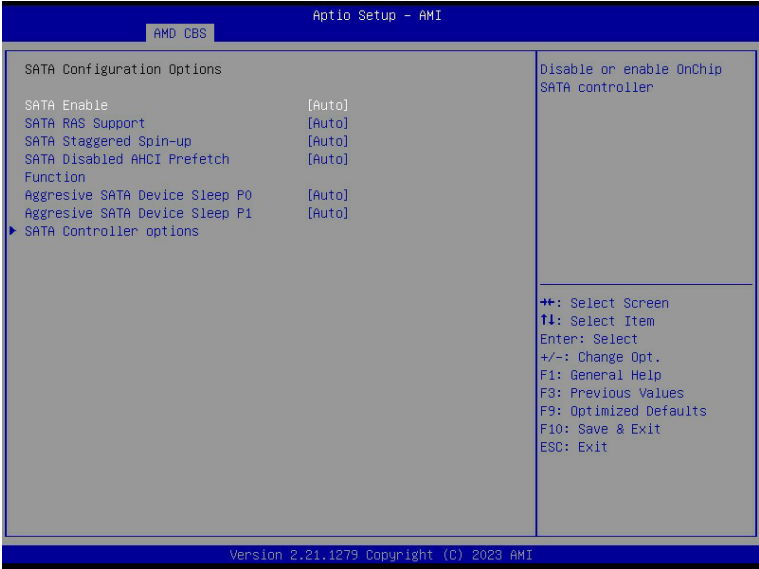 Aptio Setup - AMI
AMD CBS
SATA Configuration Options
SATA Enable [Auto]
SATA RAS Support [Auto]
SATA Staggered Spin-up [Auto]
SATA Disabled AHCI Prefetch [Auto]
Function
Aggresive SATA Device Sleep P0 [Auto]
Aggresive SATA Device Sleep P1 [Auto]
SATA Controller options
Disable or enable OnChip
SATA controller
→←: Select Screen
↑↓: Select Item
Enter: Select
+/-: Change Opt.
F1: General Help
F3: Previous Values
F9: Optimized Defaults
F10: Save & Exit
ESC: Exit
Version 2.21.1279 Copyright (C) 2023 AMI